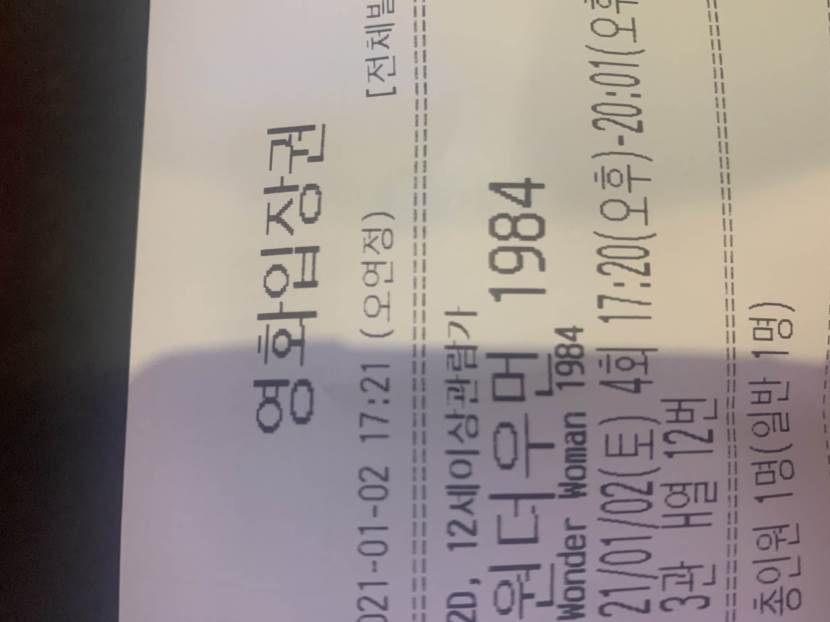 영화입장권
021-01-02 17:21 (오연정) [전체발
2D, 12세이상관람가
원더우먼 1984
Wonder Woman 1984
21/01/02(토) 4회 17:20(오후)-20:01(오후
3관 H열 12번
총인원 1명(일반 1명)